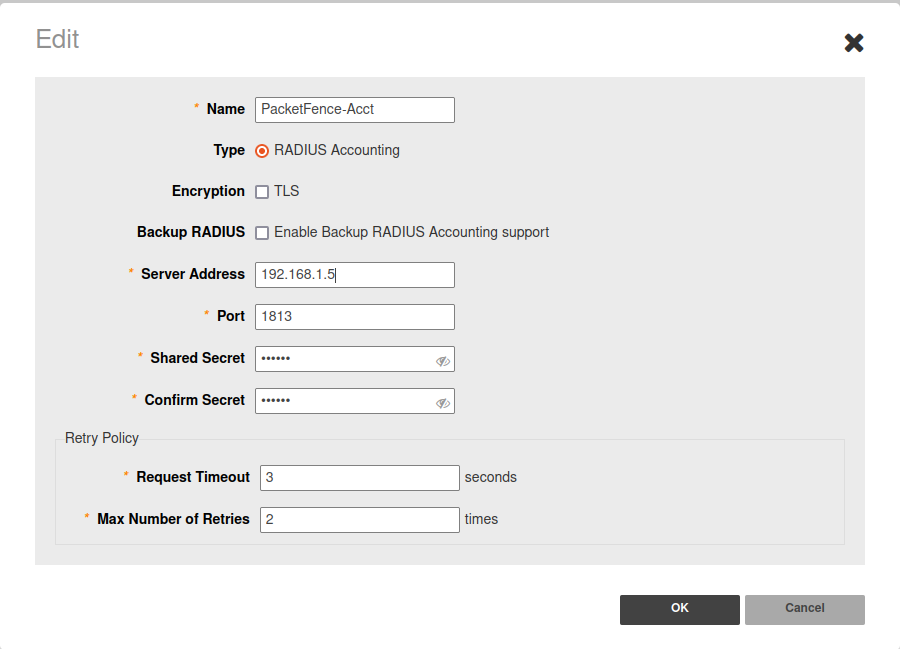 Edit
* Name PacketFence-Acct
Type RADIUS Accounting
Encryption TLS
Backup RADIUS Enable Backup RADIUS Accounting support
* Server Address 192.168.1.5
* Port 1813
* Shared Secret ••••••
* Confirm Secret ••••••
Retry Policy
* Request Timeout 3 seconds
* Max Number of Retries 2 times
OK Cancel